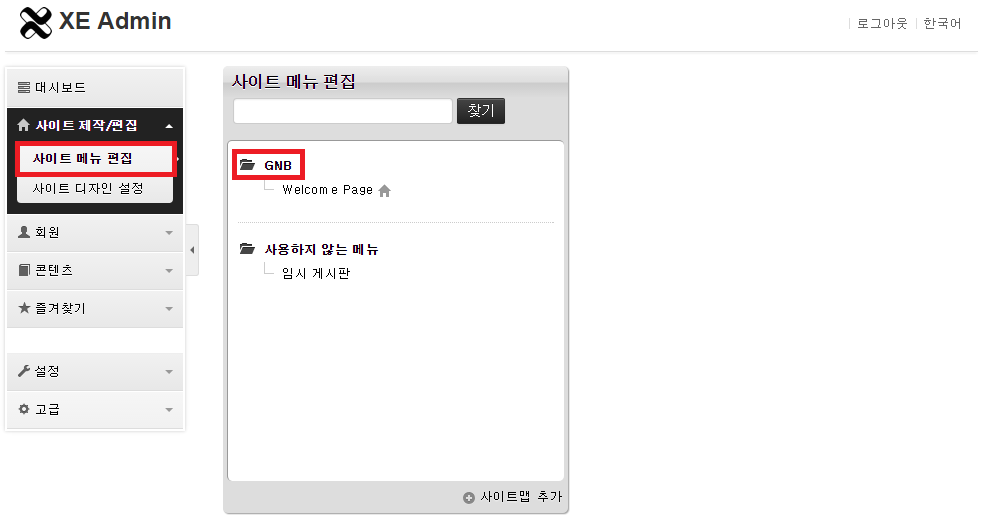 XE Admin
로그아웃 한국어
대시보드
사이트 제작/편집
사이트 메뉴 편집
사이트 디자인 설정
회원
콘텐츠
즐겨찾기
설정
고급
사이트 메뉴 편집
찾기
GNB
Welcome Page
사용하지 않는 메뉴
임시 게시판
사이트맵 추가